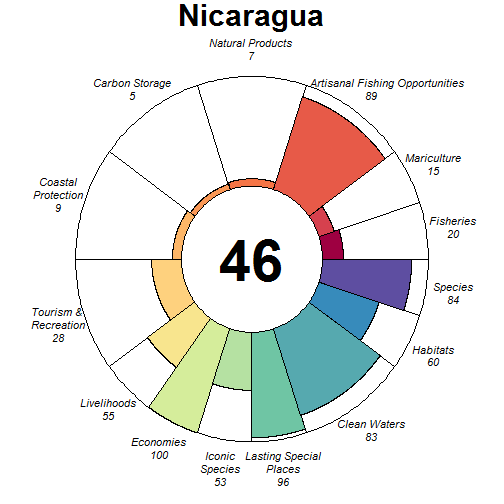 Nicaragua
Natural Products
7
Artisanal Fishing Opportunities
89
Mariculture
15
Fisheries
20
Species
84
Habitats
60
Clean Waters
83
Lasting Special
Places
96
Iconic
Species
53
Economies
100
Livelihoods
55
Tourism &
Recreation
28
Coastal
Protection
9
Carbon Storage
5
46